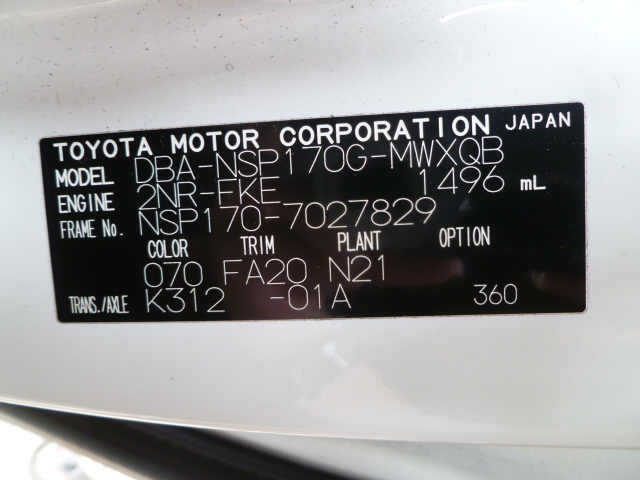 TOYOTA MOTOR CORPORATION JAPAN
MODEL DBA-NSP170G-MWXQB
ENGINE 2NR-FKE 1496 mL
FRAME No. NSP170-7027829
COLOR TRIM PLANT OPTION
070 FA20 N21
TRANS./AXLE K312 -01A 360